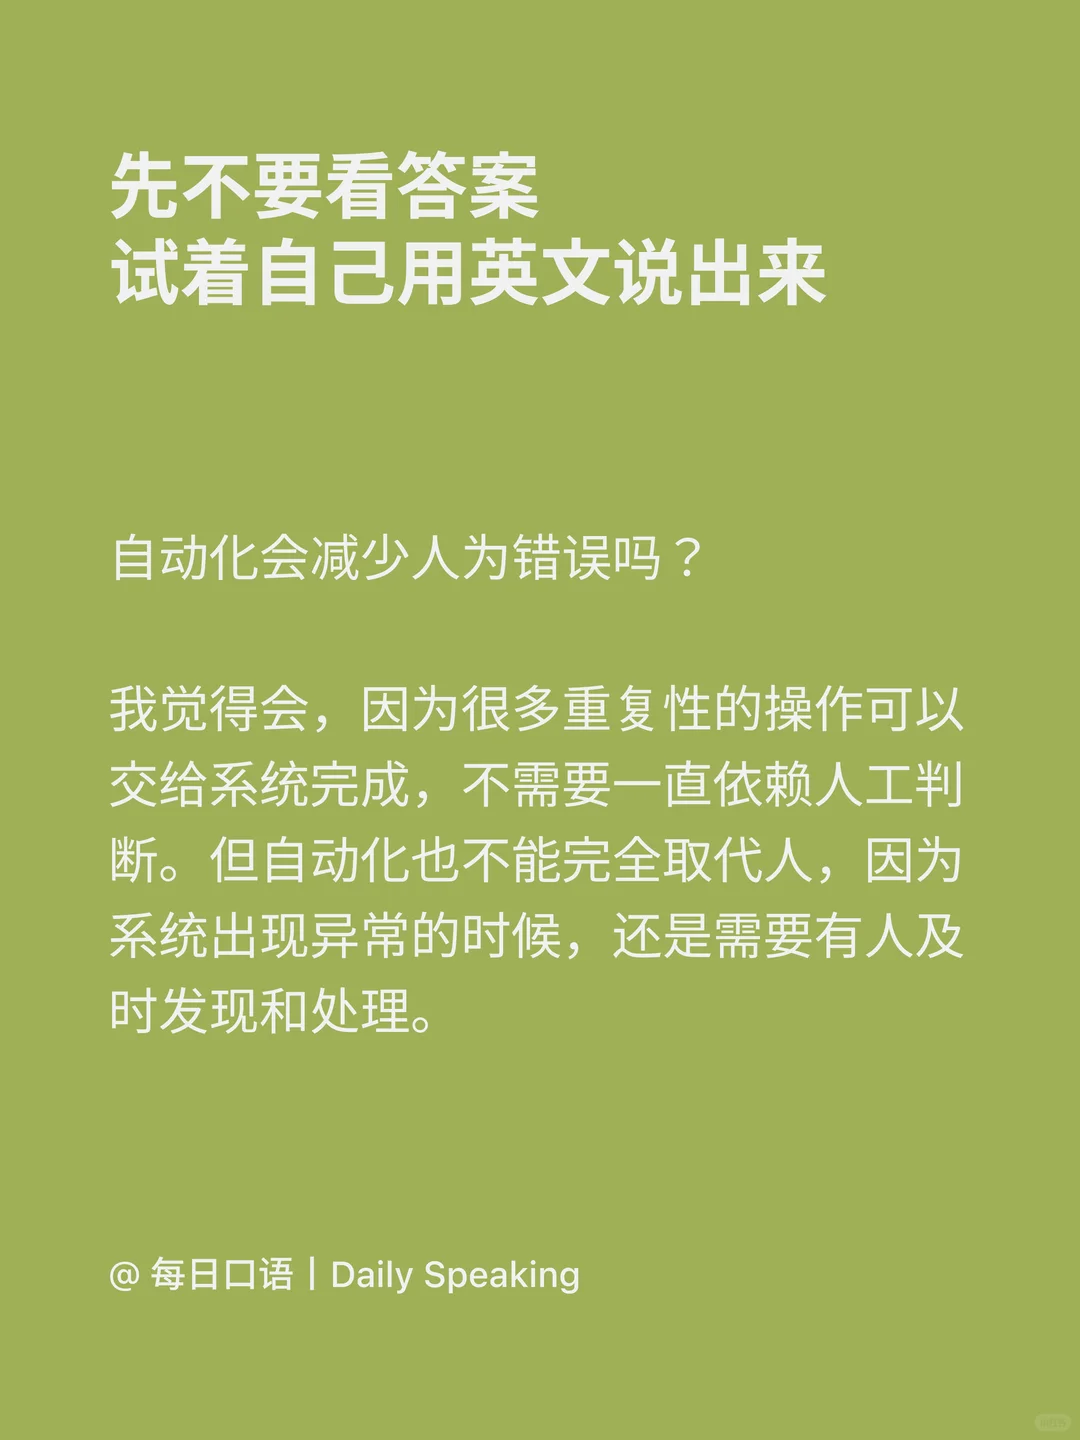 先不要看答案
试着自己用英文说出来
自动化会减少人为错误吗？
我觉得会，因为很多重复性的操作可以
交给系统完成，不需要一直依赖人工判
断。但自动化也不能完全取代人，因为
系统出现异常的时候，还是需要有人及
时发现和处理。
@ 每日口语丨Daily Speaking